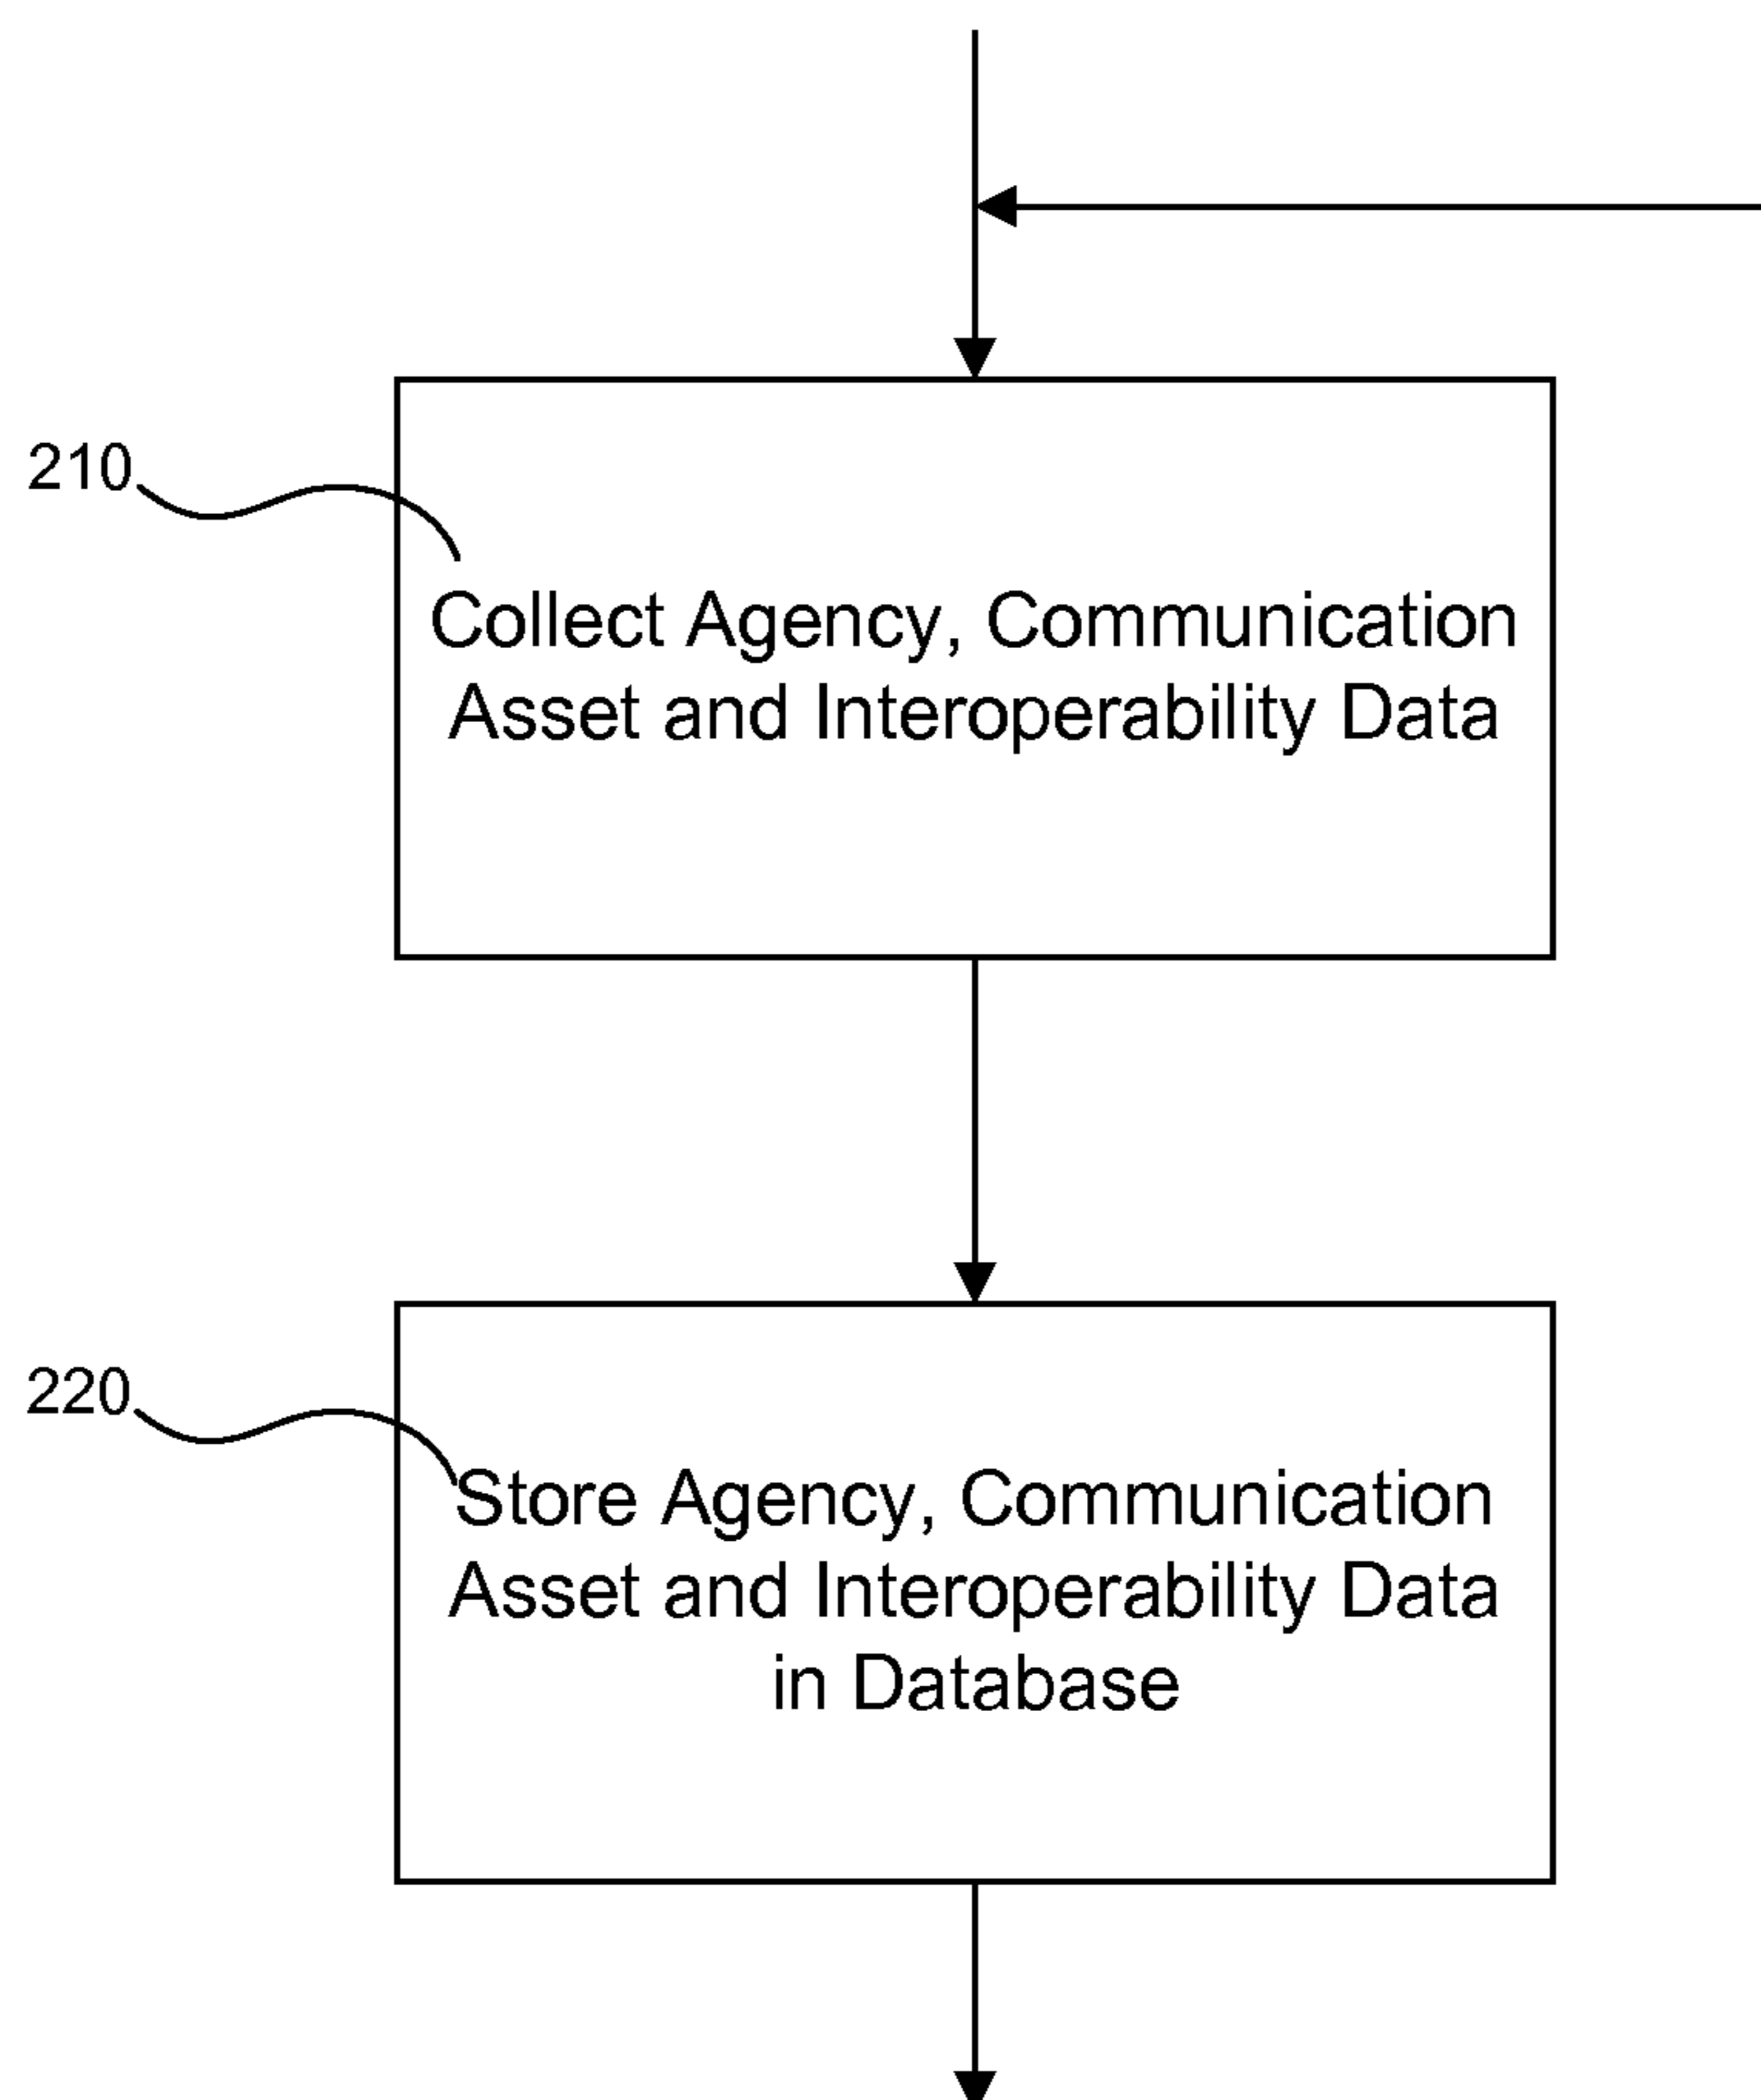 210
Collect Agency, Communication
Asset and Interoperability Data
220
Store Agency, Communication
Asset and Interoperability Data
in Database